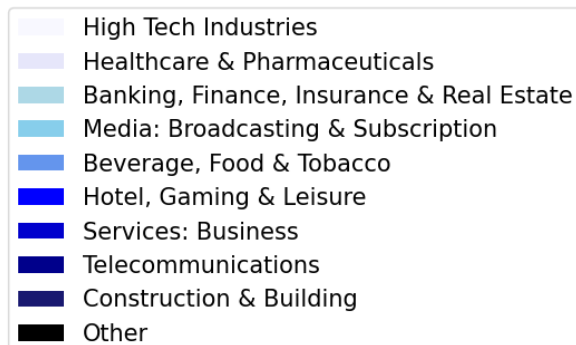 High Tech Industries
Healthcare & Pharmaceuticals
Banking, Finance, Insurance & Real Estate
Media: Broadcasting & Subscription
Beverage, Food & Tobacco
Hotel, Gaming & Leisure
Services: Business
Telecommunications
Construction & Building
Other